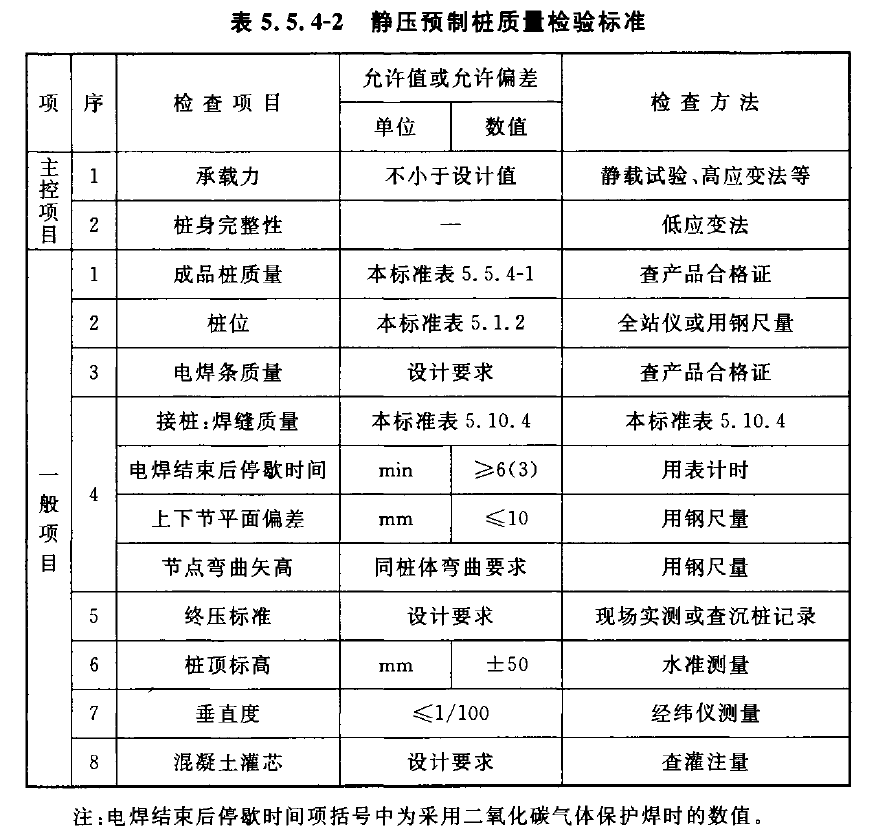 表 5.5.4-2 静压预制桩质量检验标准
项 序 检查项目 允许值或允许偏差 检查方法
单位 数值
主控项目 1 承载力 不小于设计值 静载试验、高应变法等
2 桩身完整性 — 低应变法
一般项目 1 成品桩质量 本标准表 5.5.4-1 查产品合格证
2 桩位 本标准表 5.1.2 全站仪或用钢尺量
3 电焊条质量 设计要求 查产品合格证
4 接桩:焊缝质量 本标准表 5.10.4 本标准表 5.10.4
电焊结束后停歇时间 min ≥6(3) 用表计时
上下节平面偏差 mm ≤10 用钢尺量
节点弯曲矢高 同桩体弯曲要求 用钢尺量
5 终压标准 设计要求 现场实测或查沉桩记录
6 桩顶标高 mm ±50 水准测量
7 垂直度 ≤1/100 经纬仪测量
8 混凝土灌芯 设计要求 查灌注量
注:电焊结束后停歇时间项括号中为采用二氧化碳气体保护焊时的数值。